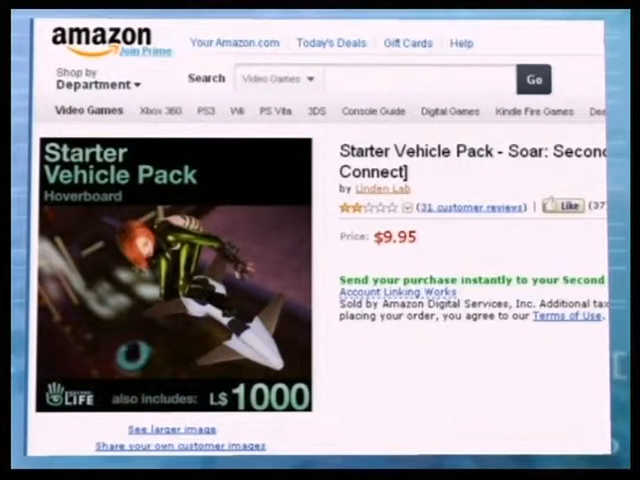 amazon
Join Prime
Your Amazon.com
Today's Deals
Gift Cards
Help
Shop by
Department
Search
Video Games
Go
Video Games
Xbox 360
PS3
Wii
PS Vita
3DS
Console Guide
Digital Games
Kindle Fire Games
Dea
Starter
Vehicle Pack
Hoverboard
LIFE
also includes: L$ 1000
See larger image
Share your own customer images
Starter Vehicle Pack - Soar: Second
Connect]
by Linden Lab
(31 customer reviews) | Like (37
Price: $9.95
Send your purchase instantly to your Second
Account Linking Works
Sold by Amazon Digital Services, Inc. Additional tax
placing your order, you agree to our Terms of Use.